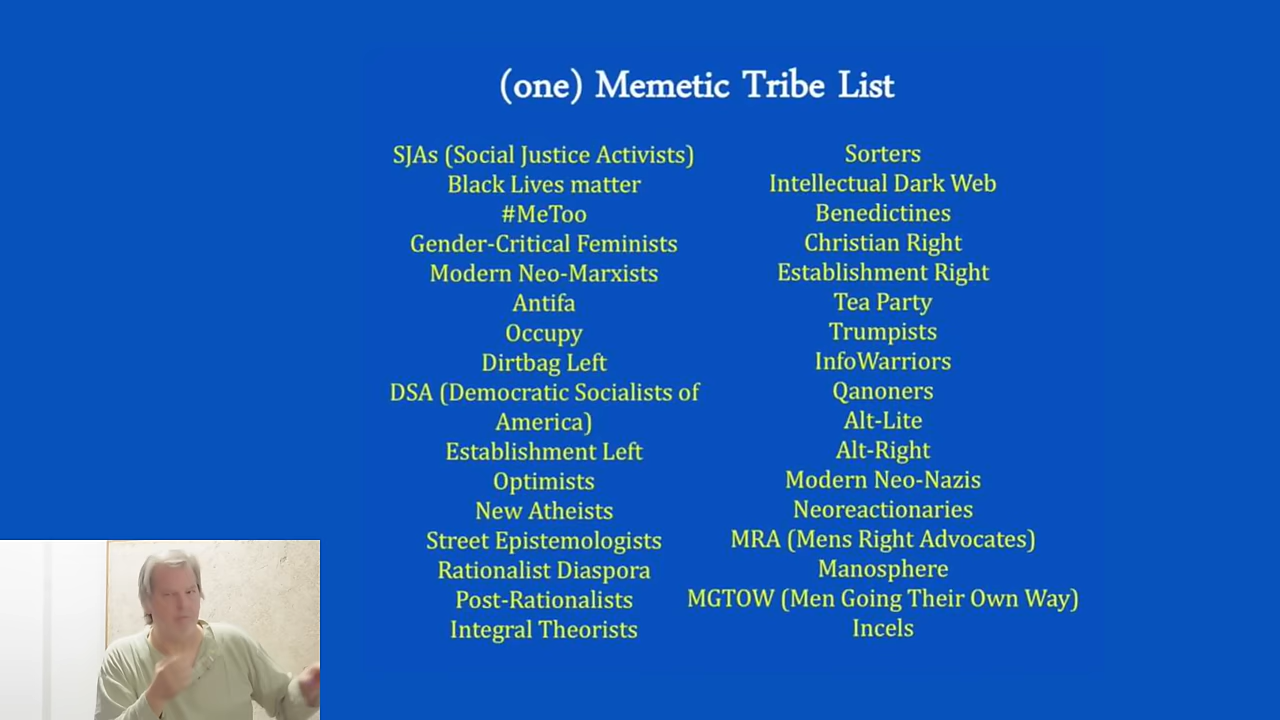 (one) Memetic Tribe List
SJAs (Social Justice Activists)
Black Lives matter
#MeToo
Gender-Critical Feminists
Modern Neo-Marxists
Antifa
Occupy
Dirtbag Left
DSA (Democratic Socialists of
America)
Establishment Left
Optimists
New Atheists
Street Epistemologists
Rationalist Diaspora
Post-Rationalists
Integral Theorists
Sorters
Intellectual Dark Web
Benedictines
Christian Right
Establishment Right
Tea Party
Trumpists
InfoWarriors
Qanoners
Alt-Lite
Alt-Right
Modern Neo-Nazis
Neoreactionaries
MRA (Mens Right Advocates)
Manosphere
MGTOW (Men Going Their Own Way)
Incels